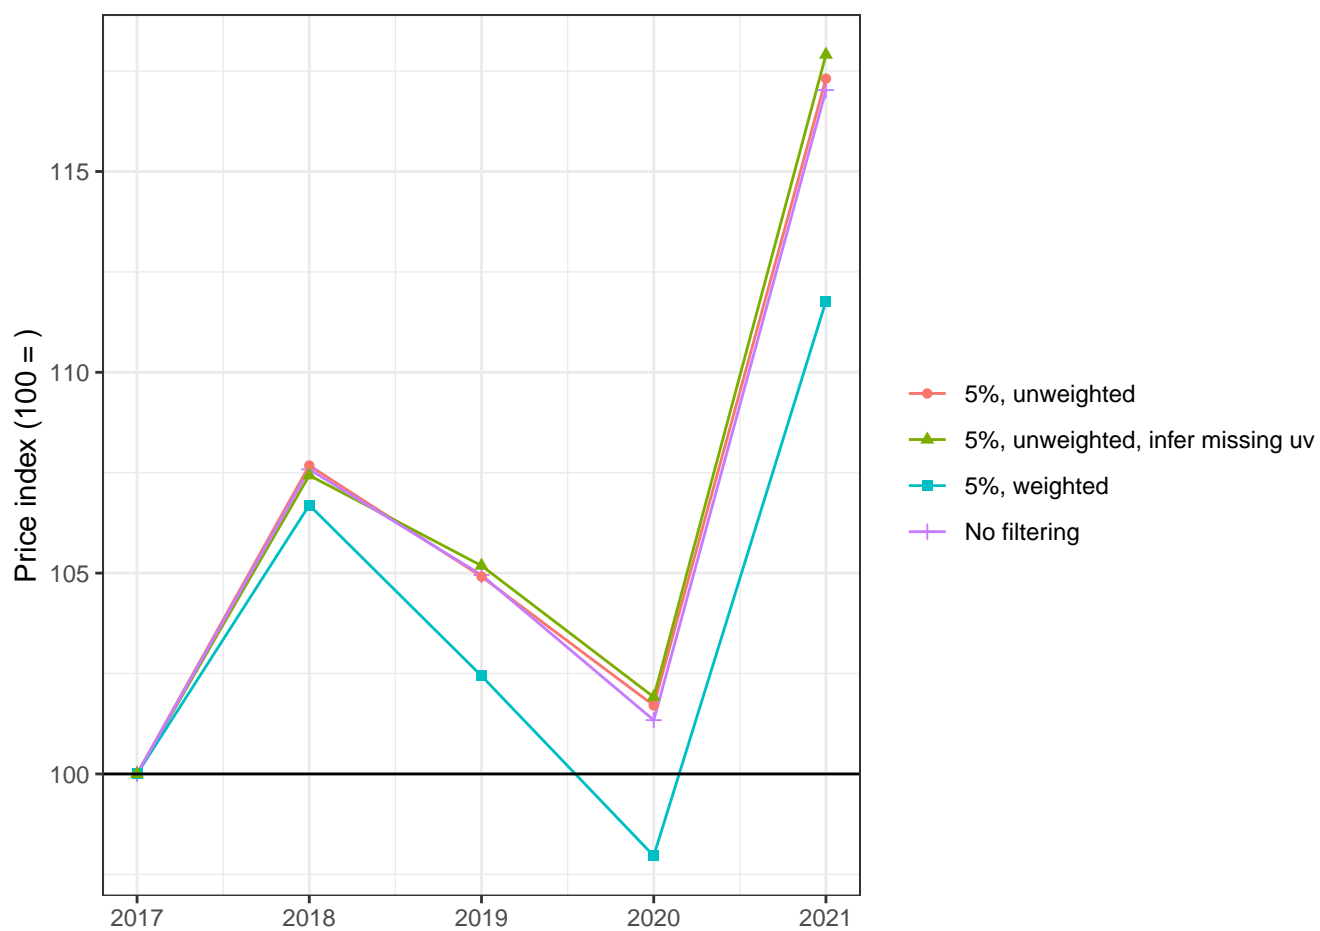 Price index (100 = )
115
110
105
100
2017
2018
2019
2020
2021
5%, unweighted
5%, unweighted, infer missing uv
5%, weighted
No filtering